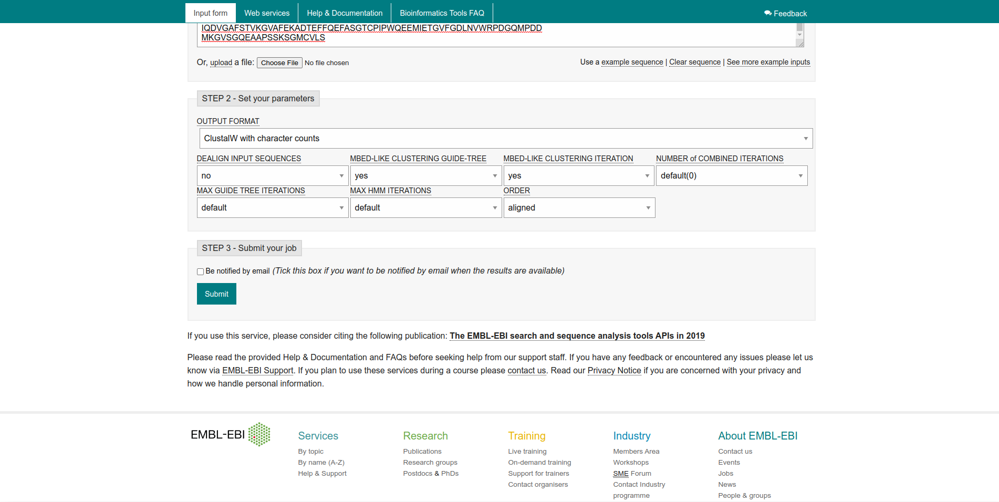 Input form Web services Help & Documentation Bioinformatics Tools FAQ Feedback
IQDVGAFSTVKGVAFEKADTEFFQEFASGTCPIPWQEEMIETGVFGDLNVWRPDGQMPDD
MKGVSGQEAAPSSKSGMCVLS
Or, upload a file: Choose File No file chosen Use a example sequence | Clear sequence | See more example inputs
STEP 2 - Set your parameters
OUTPUT FORMAT
ClustalW with character counts
DEALIGN INPUT SEQUENCES MBED-LIKE CLUSTERING GUIDE-TREE MBED-LIKE CLUSTERING ITERATION NUMBER of COMBINED ITERATIONS
no yes yes default(0)
MAX GUIDE TREE ITERATIONS MAX HMM ITERATIONS ORDER
default default aligned
STEP 3 - Submit your job
Be notified by email (Tick this box if you want to be notified by email when the results are available)
Submit
If you use this service, please consider citing the following publication: The EMBL-EBI search and sequence analysis tools APIs in 2019
Please read the provided Help & Documentation and FAQs before seeking help from our support staff. If you have any feedback or encountered any issues please let us
know via EMBL-EBI Support. If you plan to use these services during a course please contact us. Read our Privacy Notice if you are concerned with your privacy and
how we handle personal information.
EMBL-EBI
Services
By topic
By name (A-Z)
Help & Support
Research
Publications
Research groups
Postdocs & PhDs
Training
Live training
On-demand training
Support for trainers
Contact organisers
Industry
Members Area
Workshops
SME Forum
Contact Industry
programme
About EMBL-EBI
Contact us
Events
Jobs
News
People & groups